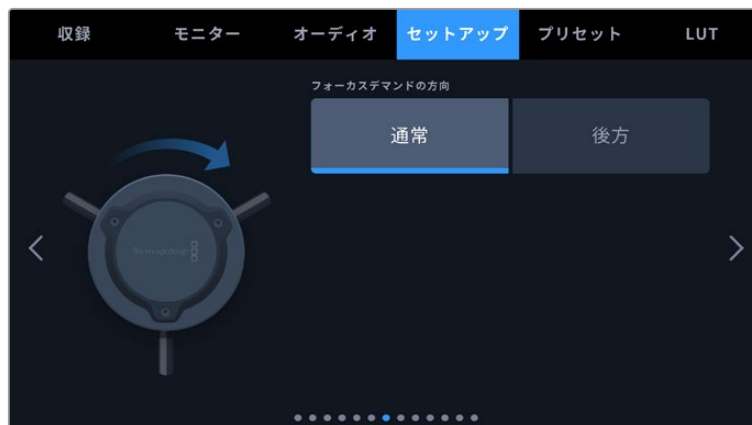 収録 モニター オーディオ セットアップ プリセット LUT
フォーカスデマンドの方向
通常 後方
Blackmagicdesign